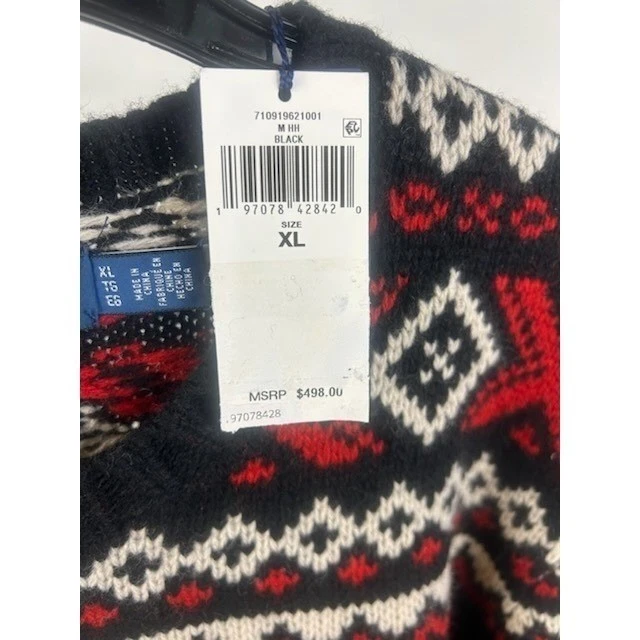 710919621001
M HH
BLACK
1 97078 42842 0
SIZE
XL
MSRP $498.00
.97078428
XL
TG
EG
MADE IN
CHINA
FABRIQUÉ EN
CHINE
HECHO EN
CHINA